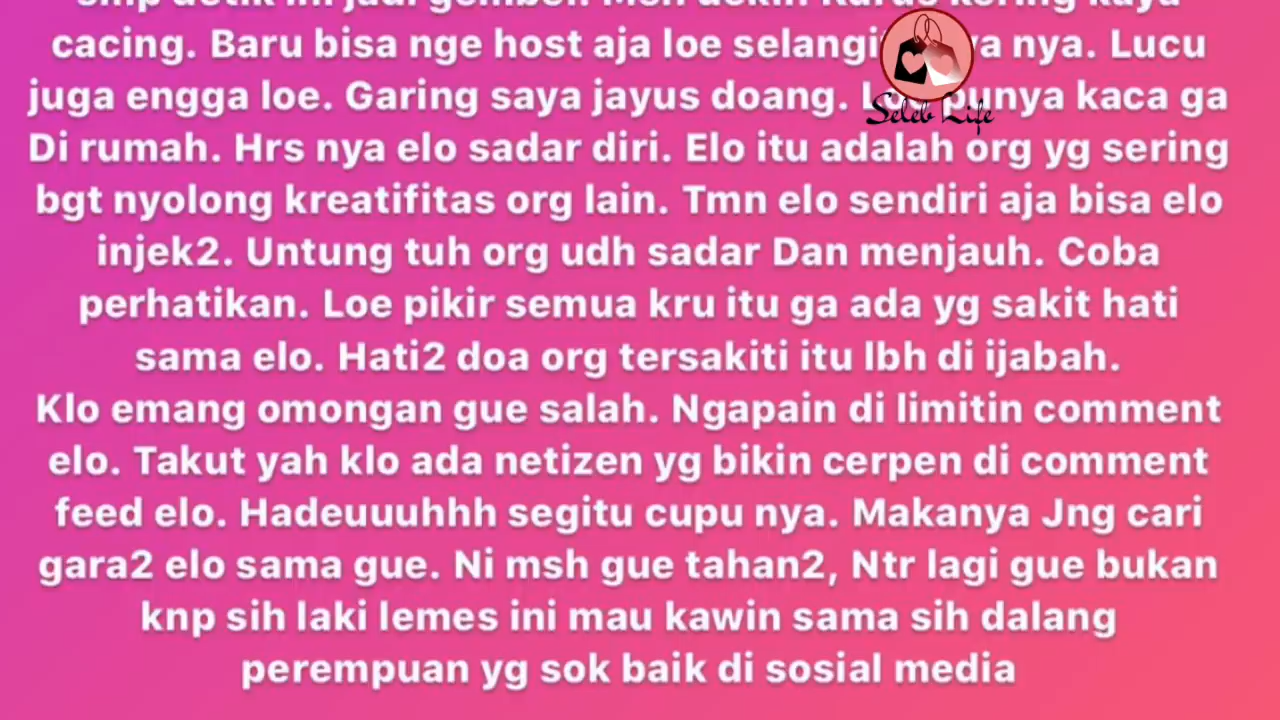 cacing. Baru bisa nge host aja loe nya. Lucu
juga engga loe. Garing saya jayus doang. punya kaca ga
Di rumah. Hrs nya elo sadar diri. Elo itu adalah org yg sering
bgt nyolong kreatifitas org lain. Tmn elo sendiri aja bisa elo
injek2. Untung tuh org udh sadar Dan menjauh. Coba
perhatikan. Loe pikir semua kru itu ga ada yg sakit hati
sama elo. Hati2 doa org tersakiti itu lbh di ijabah.
Klo emang omongan gue salah. Ngapain di limitin comment
elo. Takut yah klo ada netizen yg bikin cerpen di comment
feed elo. Hadeuuuhhh segitu cupu nya. Makanya Jng cari
gara2 elo sama gue. Ni msh gue tahan2, Ntr lagi gue bukan
knp sih laki lemes ini mau kawin sama sih dalang
perempuan yg sok baik di sosial media
Seleb Life